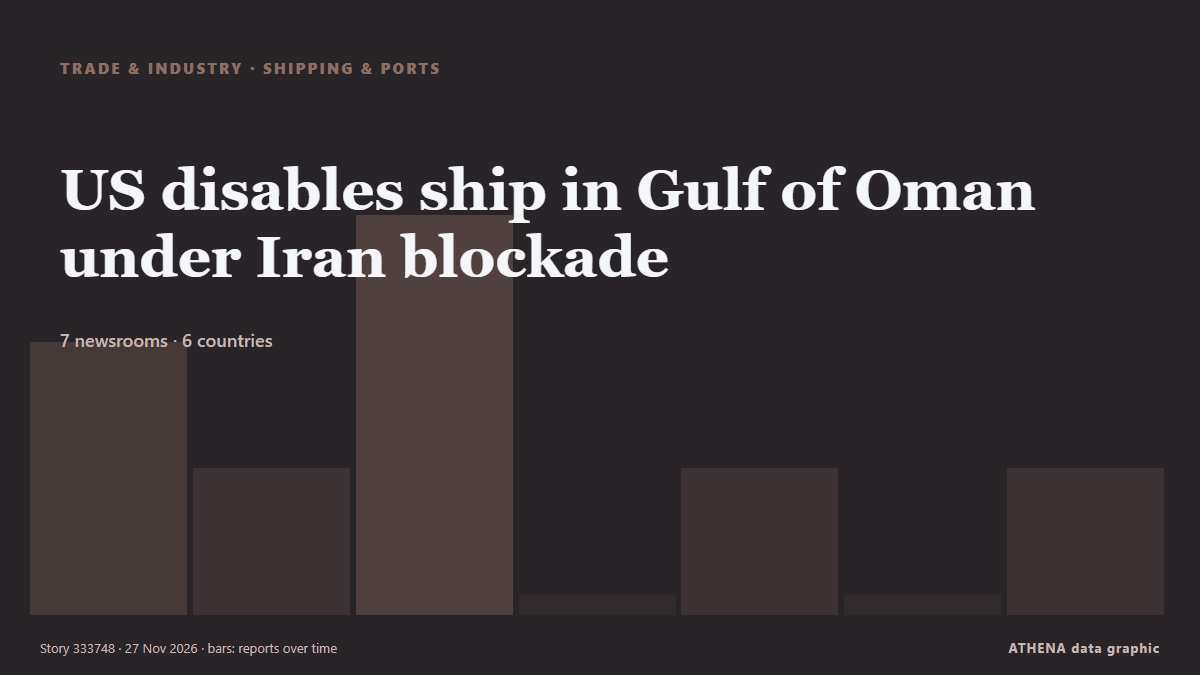 TRADE & INDUSTRY · SHIPPING & PORTS
US disables ship in Gulf of Oman
under Iran blockade
7 newsrooms · 6 countries
Story 333748 · 27 Nov 2026 · bars: reports over time
ATHENA data graphic